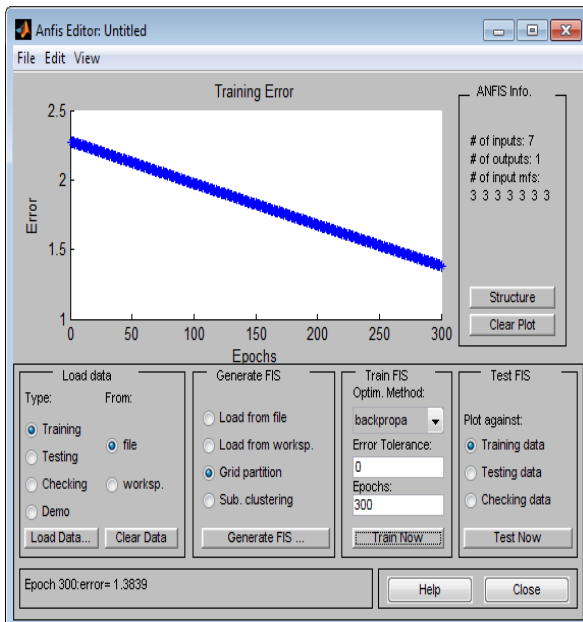 Anfis Editor: Untitled
File Edit View
Training Error
2.5
2
1.5
1
Error
0 50 100 150 200 250 300
Epochs
ANFIS Info.
# of inputs: 7
# of outputs: 1
# of input mfs:
3 3 3 3 3 3 3
Structure
Clear Plot
Load data
Type: From:
Training
file
Testing
Checking
worksp.
Demo
Load Data... Clear Data
Generate FIS
Load from file
Load from worksp.
Grid partition
Sub. clustering
Generate FIS ...
Train FIS
Optim. Method:
backpropa
Error Tolerance:
0
Epochs:
300
Train Now
Test FIS
Plot against:
Training data
Testing data
Checking data
Test Now
Epoch 300:error= 1.3839
Help Close